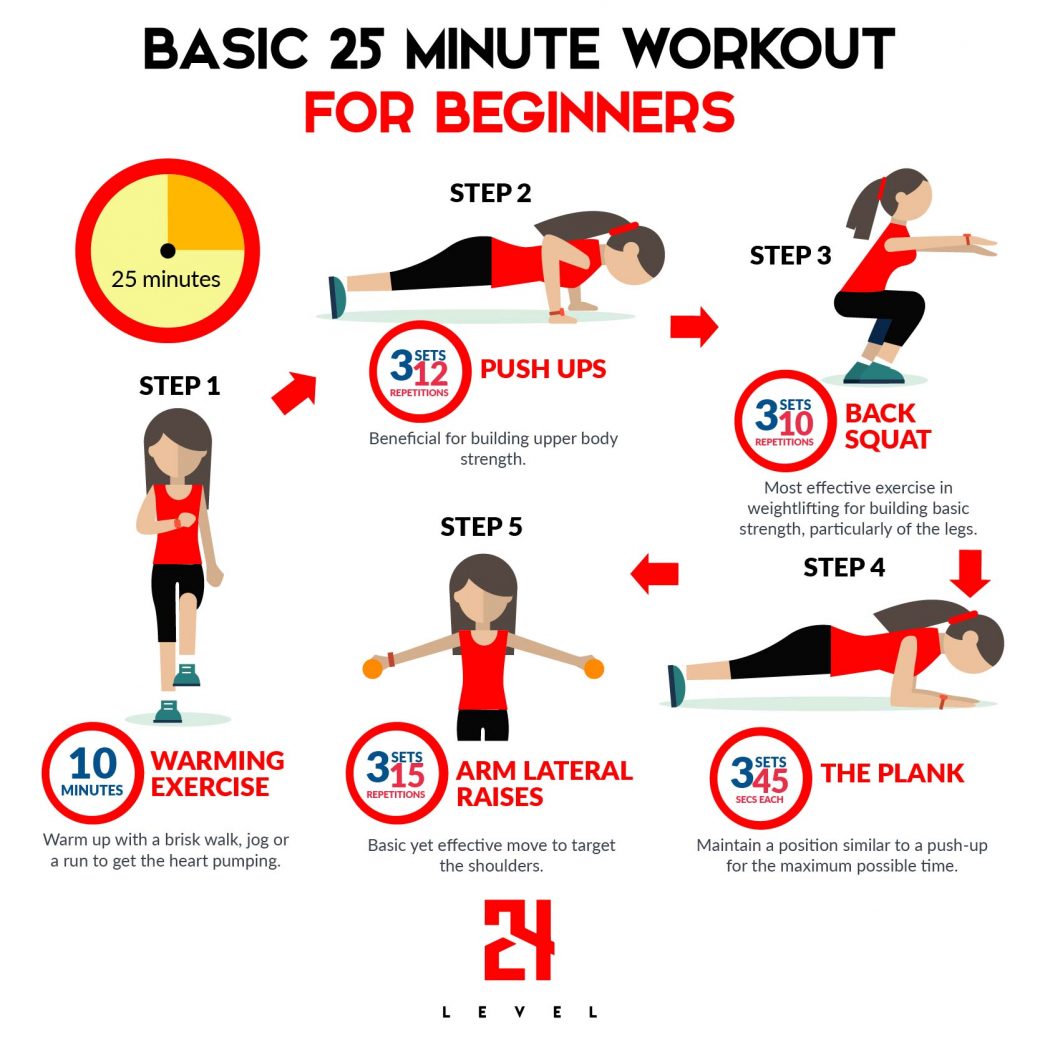 BASIC 25 MINUTE WORKOUT
FOR BEGINNERS
25 minutes
STEP 1
10
MINUTES
WARMING
EXERCISE
Warm up with a brisk walk, jog or
a run to get the heart pumping.
STEP 2
3 SETS
12
REPETITIONS
PUSH UPS
Beneficial for building upper body
strength.
STEP 3
3 SETS
10
REPETITIONS
BACK
SQUAT
Most effective exercise in
weightlifting for building basic
strength, particularly of the legs.
STEP 4
3 SETS
45
SECS EACH
THE PLANK
Maintain a position similar to a push-up
for the maximum possible time.
STEP 5
3 SETS
15
REPETITIONS
ARM LATERAL
RAISES
Basic yet effective move to target
the shoulders.
24
LEVEL